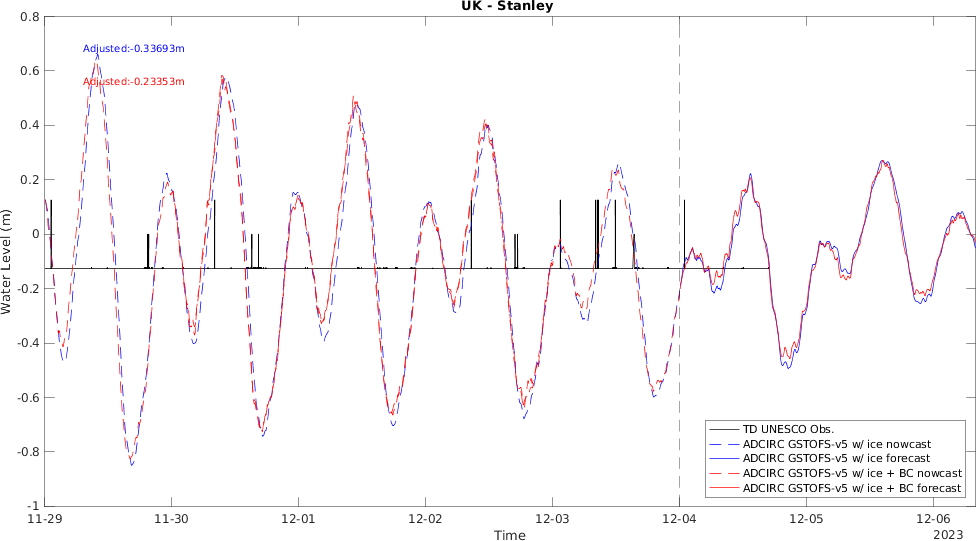 UK - Stanley
Adjusted:-0.33693m
Adjusted:-0.23353m
Water Level (m)
0.8
0.6
0.4
0.2
0
-0.2
-0.4
-0.6
-0.8
-1
TD UNESCO Obs.
ADCIRC GSTOFS-v5 w/ ice nowcast
ADCIRC GSTOFS-v5 w/ ice forecast
ADCIRC GSTOFS-v5 w/ ice + BC nowcast
ADCIRC GSTOFS-v5 w/ ice + BC forecast
11-29 11-30 12-01 12-02 12-03 12-04 12-05 12-06
Time
2023